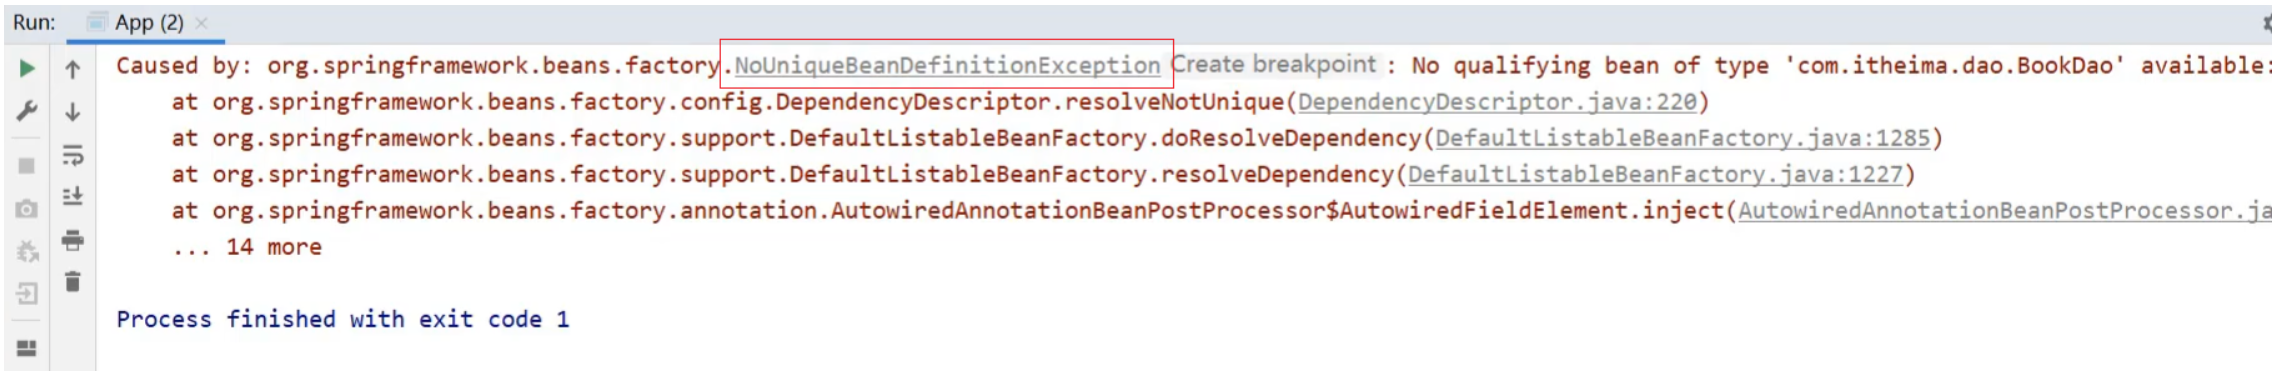 Run: App (2)
Caused by: org.springframework.beans.factory.NoUniqueBeanDefinitionException Create breakpoint : No qualifying bean of type 'com.itheima.dao.BookDao' available:
at org.springframework.beans.factory.config.DependencyDescriptor.resolveNotUnique(DependencyDescriptor.java:220)
at org.springframework.beans.factory.support.DefaultListableBeanFactory.doResolveDependency(DefaultListableBeanFactory.java:1285)
at org.springframework.beans.factory.support.DefaultListableBeanFactory.resolveDependency(DefaultListableBeanFactory.java:1227)
at org.springframework.beans.factory.annotation.AutowiredAnnotationBeanPostProcessor$AutowiredFieldElement.inject(AutowiredAnnotationBeanPostProcessor.ja
... 14 more
Process finished with exit code 1